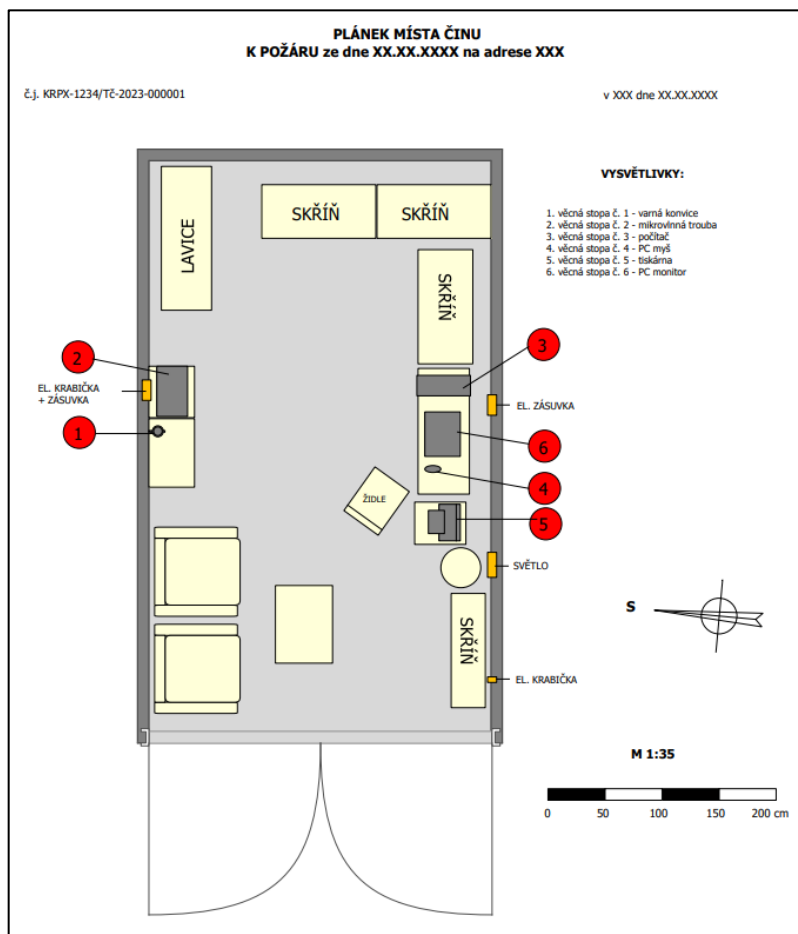 PLÁNEK MÍSTA ČINU
K POŽÁRU ze dne XX.XX.XXXX na adrese XXX
č.j. KRPX-1234/Tč-2023-000001
v XXX dne XX.XX.XXXX
VYSVĚTLIVKY:
1. věcná stopa č. 1 - varná konvice
2. věcná stopa č. 2 - mikrovlnná trouba
3. věcná stopa č. 3 - počítač
4. věcná stopa č. 4 - PC myš
5. věcná stopa č. 5 - tiskárna
6. věcná stopa č. 6 - PC monitor
LAVICE
SKŘÍŇ
SKŘÍŇ
SKŘÍŇ
2
3
EL. KRABIČKA
+ ZÁSUVKA
EL. ZÁSUVKA
1
6
4
ŽIDLE
5
SVĚTLO
SKŘÍŇ
EL. KRABIČKA
S
M 1:35
0 50 100 150 200 cm